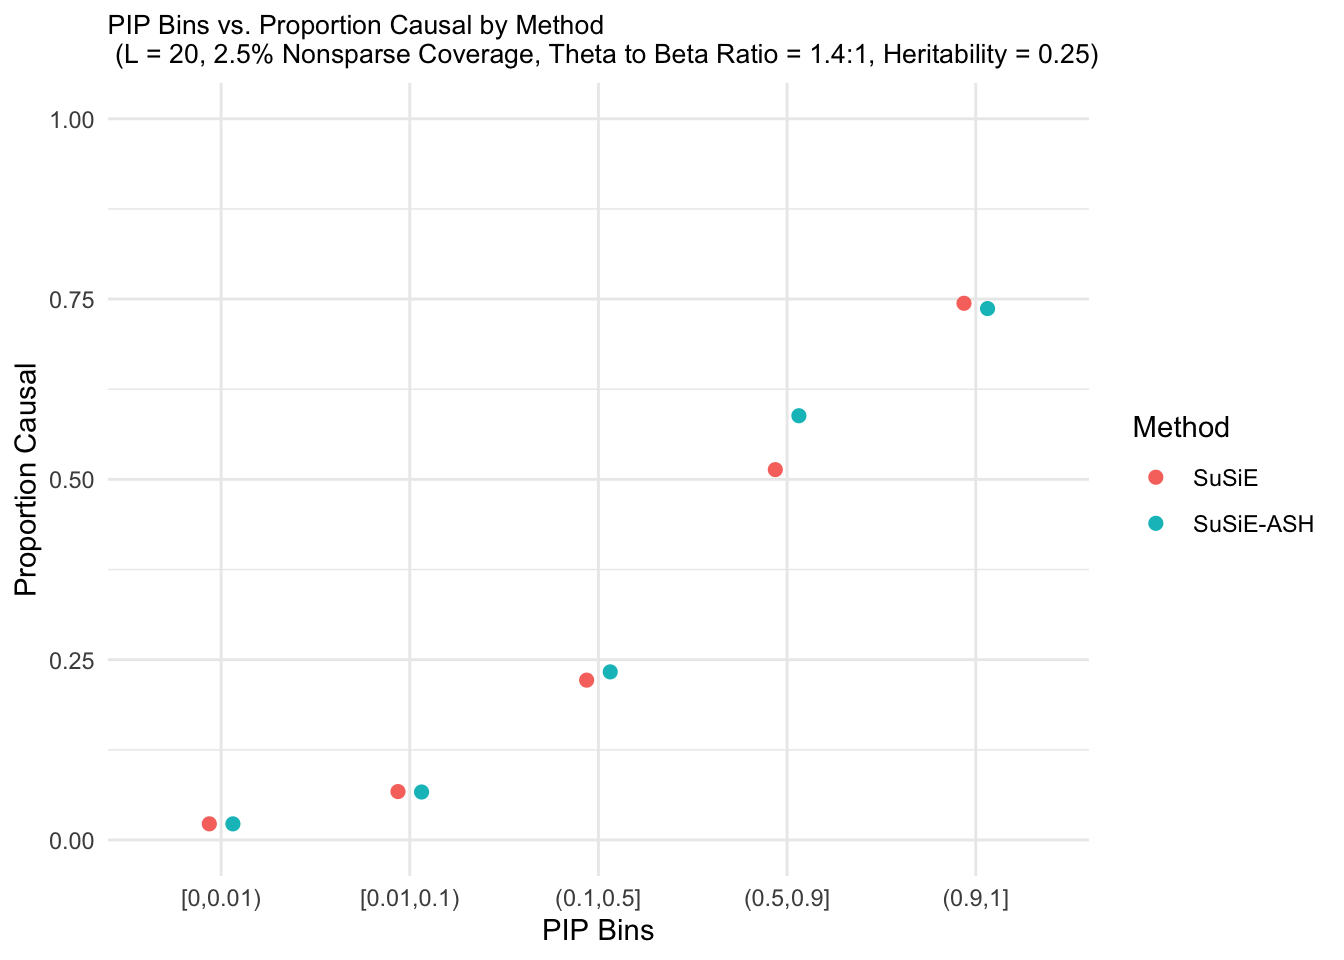 PIP Bins vs. Proportion Causal by Method
(L = 20, 2.5% Nonsparse Coverage, Theta to Beta Ratio = 1.4:1, Heritability = 0.25)
1.00
0.75
0.50
0.25
0.00
Proportion Causal
[0,0.01)
[0.01,0.1)
(0.1,0.5]
(0.5,0.9]
(0.9,1]
PIP Bins
Method
SuSiE
SuSiE-ASH